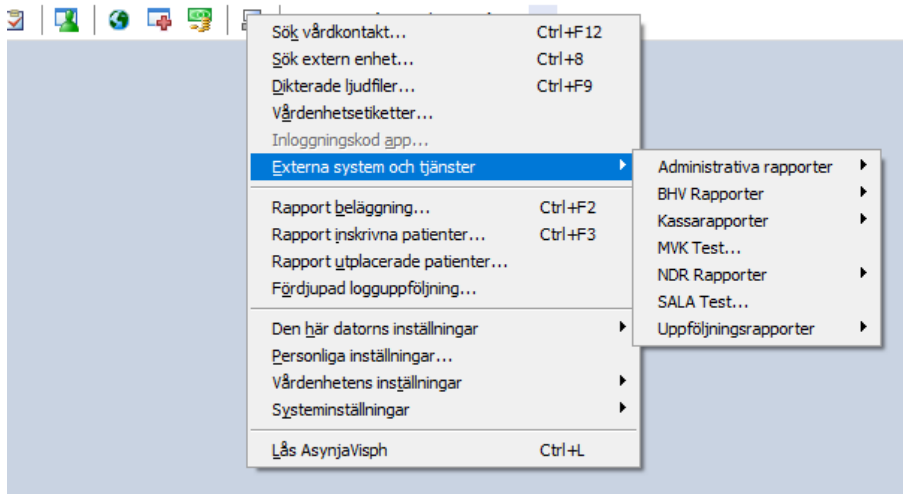 Sök vårdkontakt... Ctrl+F12
Sök extern enhet... Ctrl+8
Dikterade ljudfiler... Ctrl+F9
Vårdenhetsetiketter...
Inloggningskod app...
Externa system och tjänster
Rapport beläggning... Ctrl+F2
Rapport inskrivna patienter... Ctrl+F3
Rapport utplacerade patienter...
Fördjupad logguppföljning...
Den här datorns inställningar
Personliga inställningar...
Vårdenhetens inställningar
Systeminställningar
Lås AsynjaVisph Ctrl+L
Administrativa rapporter
BHV Rapporter
Kassarapporter
MVK Test...
NDR Rapporter
SALA Test...
Uppföljningsrapporter